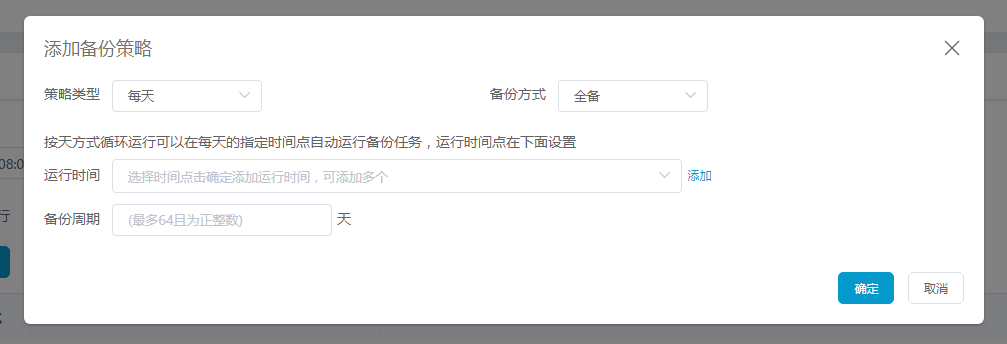 添加备份策略
策略类型 每天 备份方式 全备
按天方式循环运行可以在每天的指定时间点自动运行备份任务，运行时间点在下面设置
08:0
运行时间 选择时间点击确定添加运行时间，可添加多个 添加
行
备份周期 (最多64且为正整数) 天
确定 取消